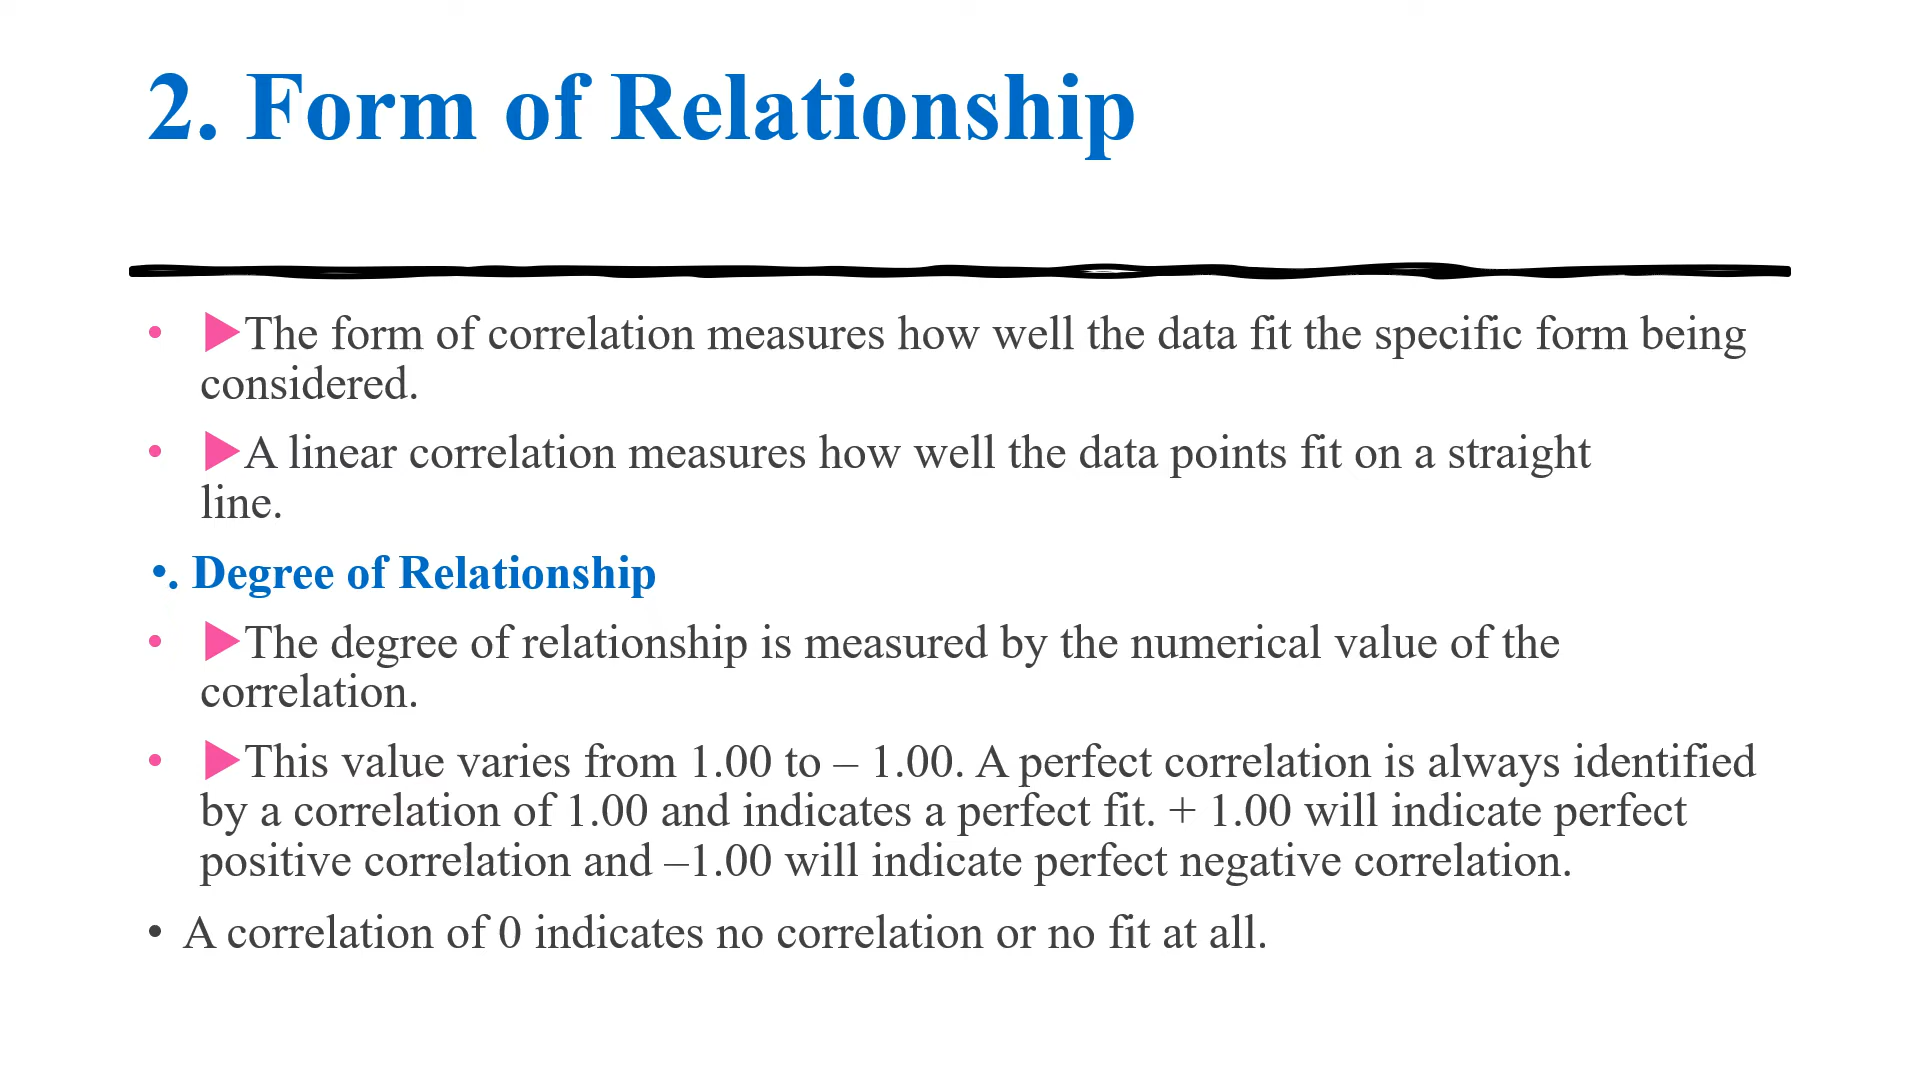 2. Form of Relationship
• ▶The form of correlation measures how well the data fit the specific form being
considered.
• ▶A linear correlation measures how well the data points fit on a straight
line.
•. Degree of Relationship
• ▶The degree of relationship is measured by the numerical value of the
correlation.
• ▶This value varies from 1.00 to – 1.00. A perfect correlation is always identified
by a correlation of 1.00 and indicates a perfect fit. + 1.00 will indicate perfect
positive correlation and –1.00 will indicate perfect negative correlation.
• A correlation of 0 indicates no correlation or no fit at all.